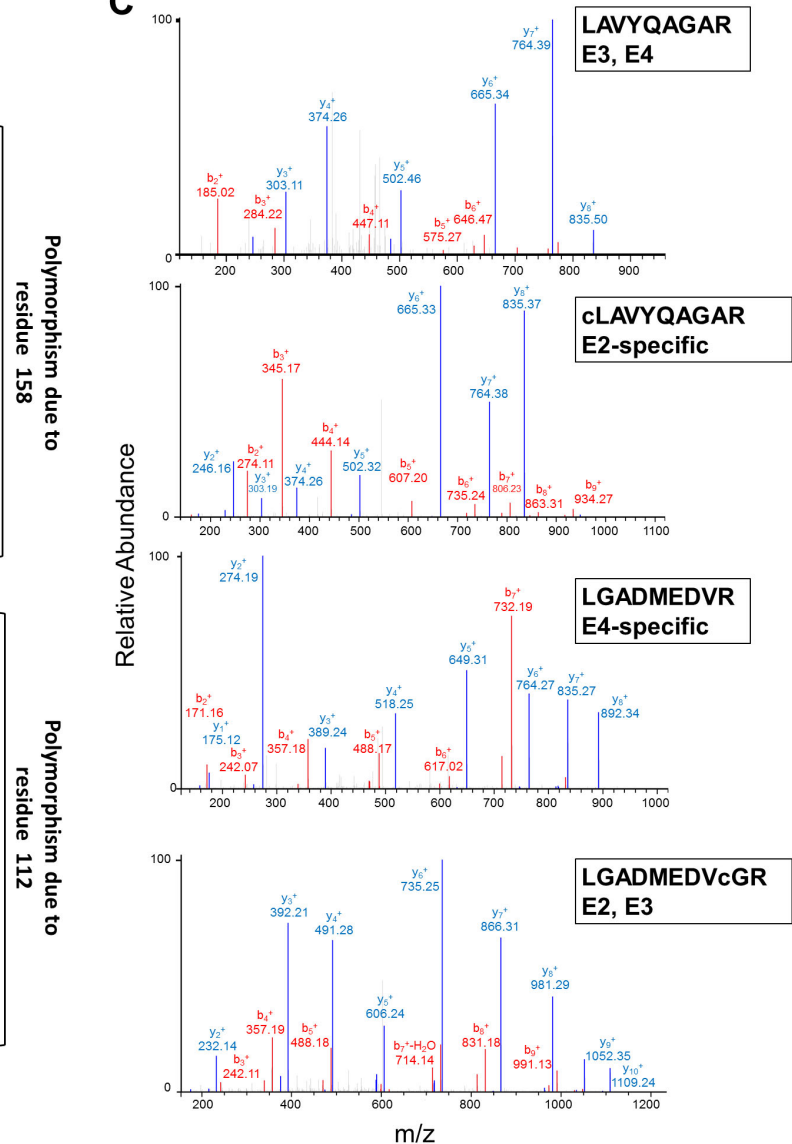 C
Polymorphism due to
residue 158
Polymorphism due to
residue 112
Relative Abundance
LAVYQAGAR
E3, E4
100
0
b2+
185.02
b3+
284.22
y3+
303.11
y4+
374.26
b4+
447.11
y5+
502.46
b5+
575.27
b6+
646.47
y6+
665.34
y7+
764.39
y8+
835.50
200 300 400 500 600 700 800 900
cLAVYQAGAR
E2-specific
100
0
y2+
246.16
b2+
274.11
y3+
303.19
b3+
345.17
y4+
374.26
b4+
444.14
y5+
502.32
b5+
607.20
y6+
665.33
b6+
735.24
y7+
764.38
b7+
806.23
y8+
835.37
b8+
863.31
b9+
934.27
200 300 400 500 600 700 800 900 1000 1100
LGADMEDVR
E4-specific
100
0
b2+
171.16
y1+
175.12
b3+
242.07
y2+
274.19
b4+
357.18
y3+
389.24
b5+
488.17
y4+
518.25
b6+
617.02
y5+
649.31
b7+
732.19
y6+
764.27
y7+
835.27
y8+
892.34
200 300 400 500 600 700 800 900 1000
LGADMEDVcGR
E2, E3
100
0
y2+
232.14
b3+
242.11
b4+
357.19
y3+
392.21
b5+
488.18
y4+
491.28
y5+
606.24
b7+-H2O
714.14
y6+
735.25
b8+
831.18
y7+
866.31
y8+
981.29
b9+
991.13
y9+
1052.35
y10+
1109.24
200 400 600 800 1000 1200
m/z